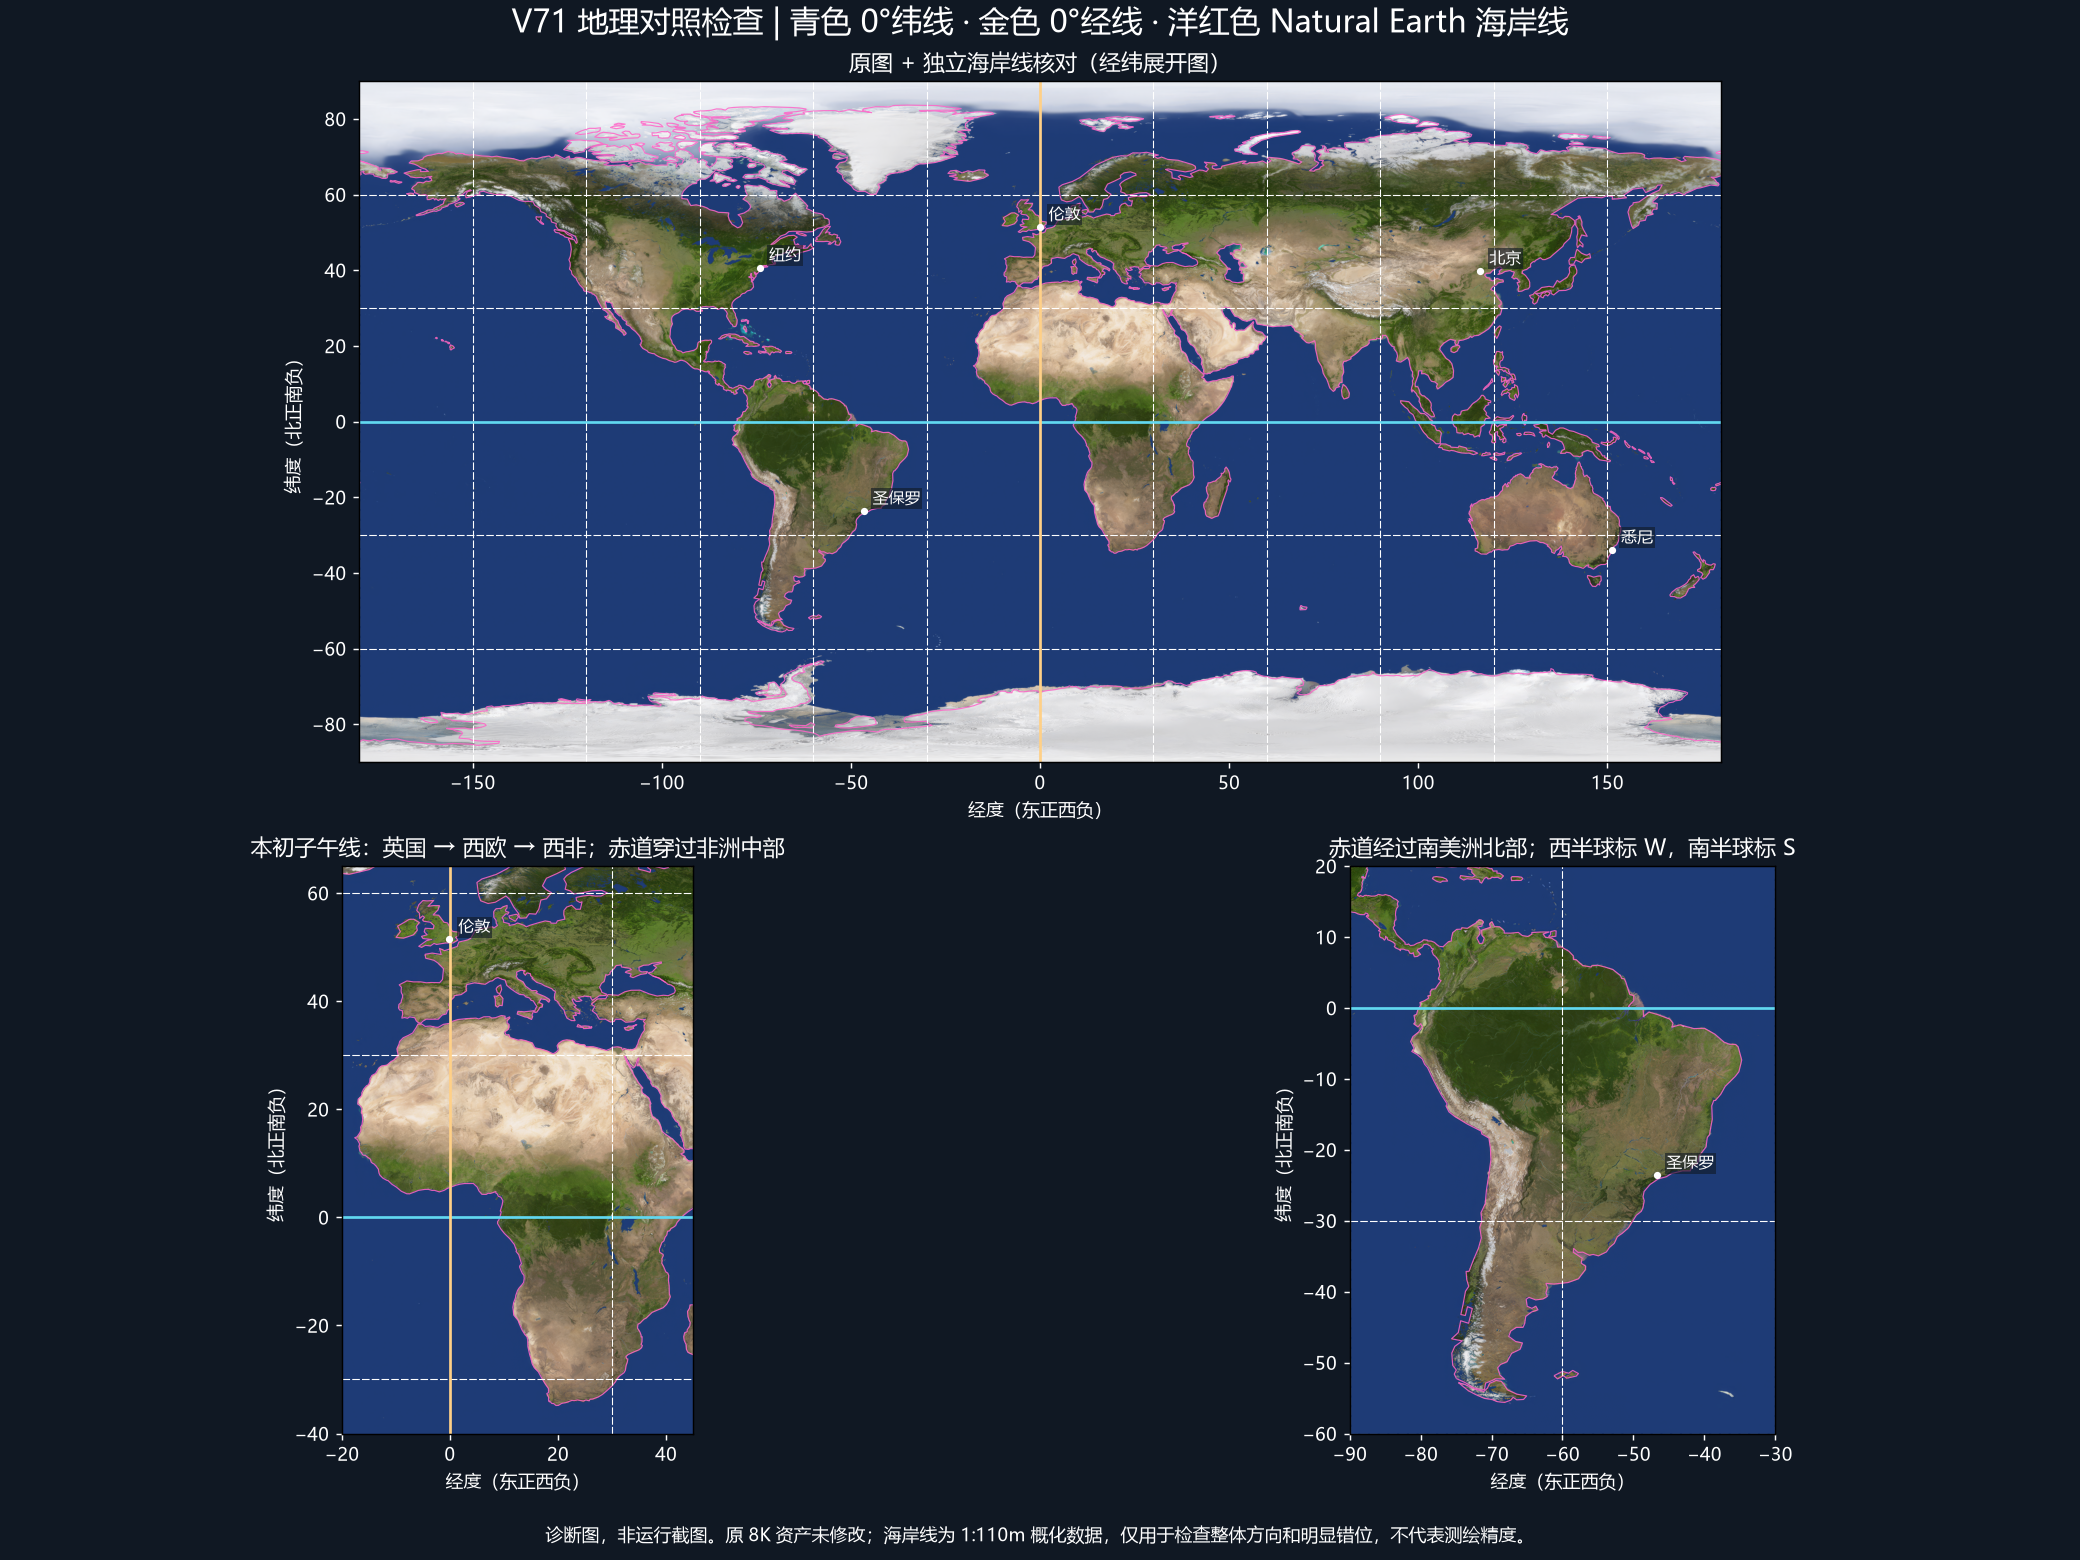 V71 地理对照检查 | 青色 0°纬线 · 金色 0°经线 · 洋红色 Natural Earth 海岸线
原图 + 独立海岸线核对（经纬展开图）
80
60
40
20
0
−20
−40
−60
−80
纬度（北正南负）
伦敦
纽约
北京
圣保罗
悉尼
−150
−100
−50
0
50
100
150
经度（东正西负）
本初子午线：英国 → 西欧 → 西非；赤道穿过非洲中部
60
40
20
0
−20
−40
纬度（北正南负）
伦敦
−20
0
20
40
经度（东正西负）
赤道经过南美洲北部；西半球标 W，南半球标 S
20
10
0
−10
−20
−30
−40
−50
−60
纬度（北正南负）
圣保罗
−90
−80
−70
−60
−50
−40
−30
经度（东正西负）
诊断图，非运行截图。原 8K 资产未修改；海岸线为 1:110m 概化数据，仅用于检查整体方向和明显错位，不代表测绘精度。